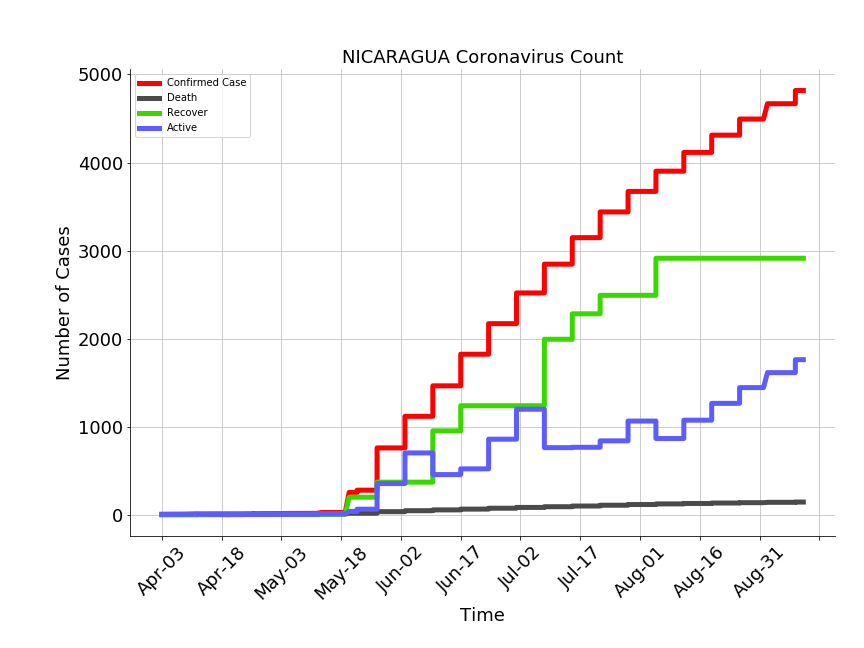 NICARAGUA Coronavirus Count
Confirmed Case
Death
Recover
Active
Number of Cases
5000
4000
3000
2000
1000
0
Apr-03
Apr-18
May-03
May-18
Jun-02
Jun-17
Jul-02
Jul-17
Aug-01
Aug-16
Aug-31
Time